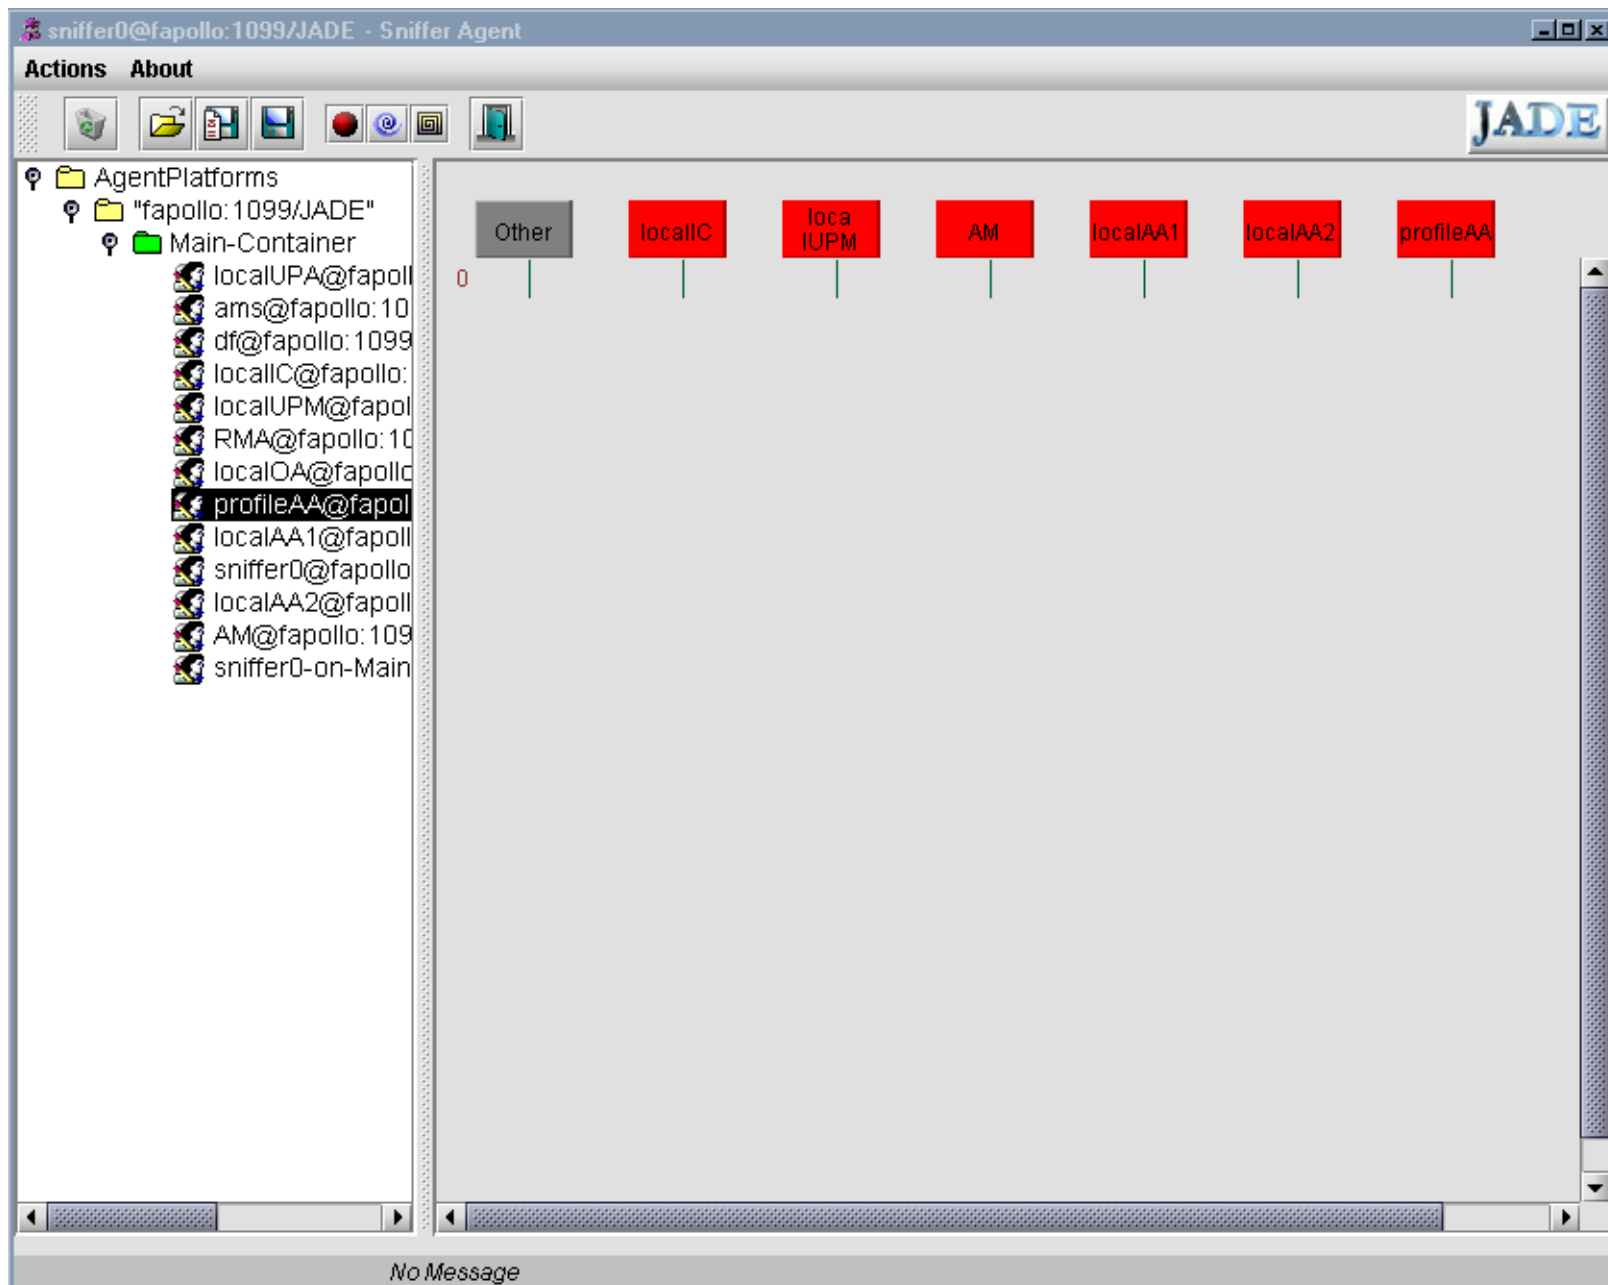 sniffer0@fapollo:1099/JADE - Sniffer Agent
Actions About
JADE
AgentPlatforms
"fapollo:1099/JADE"
Main-Container
localUPA@fapoll
ams@fapollo:10
df@fapollo:1099
localIC@fapollo:
localUPM@fapol
RMA@fapollo:10
localOA@fapollo
profileAA@fapol
localAA1@fapoll
sniffer0@fapollo
localAA2@fapoll
AM@fapollo:109
sniffer0-on-Main
Other
localIC
loca
lUPM
AM
localAA1
localAA2
profileAA
0
No Message